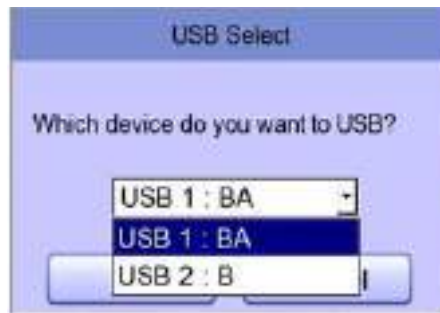 USB Select
Which device do you want to USB?
USB 1 : BA
USB 1 : BA
USB 2 : B